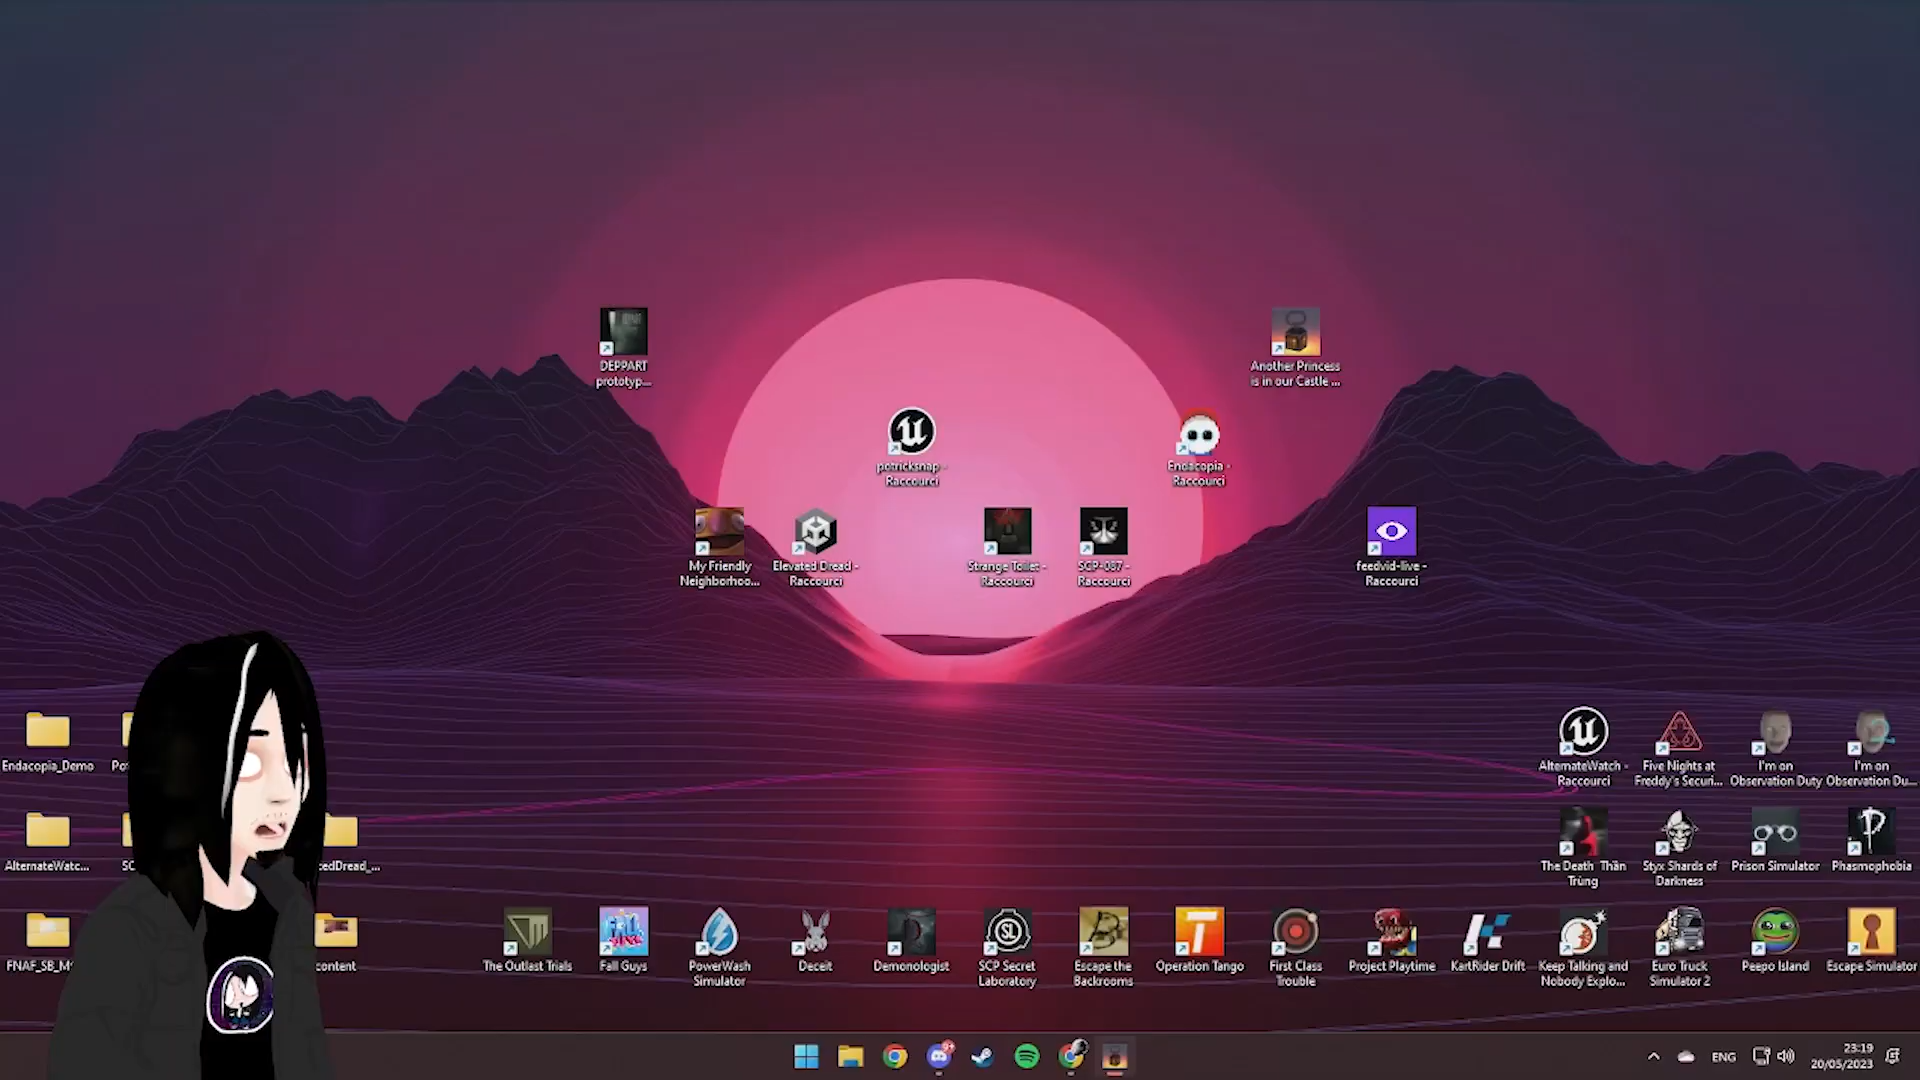 DEPPART
prototyp...
Another Princess
is in our Castle ...
potricksnap -
Raccourci
Endacopia -
Raccourci
My Friendly
Neighborhoo...
Elevated Dread -
Raccourci
Strange Toilet -
Raccourci
SCP-087 -
Raccourci
feedvid-live -
Raccourci
Endacopia_Demo
AlternateWatch -
Raccourci
Five Nights at
Freddy's Securi...
I'm on
Observation Duty
I'm on
Observation Du...
AlternateWatc...
The Death Thần
Trùng
Styx Shards of
Darkness
Prison Simulator
Phasmophobia
content
The Outlast Trials
Fall Guys
PowerWash
Simulator
Deceit
Demonologist
SCP Secret
Laboratory
Escape the
Backrooms
Operation Tango
First Class
Trouble
Project Playtime
KartRider Drift
Keep Talking and
Nobody Explo...
Euro Truck
Simulator 2
Peepo Island
Escape Simulator
ENG
23:19
20/05/2023